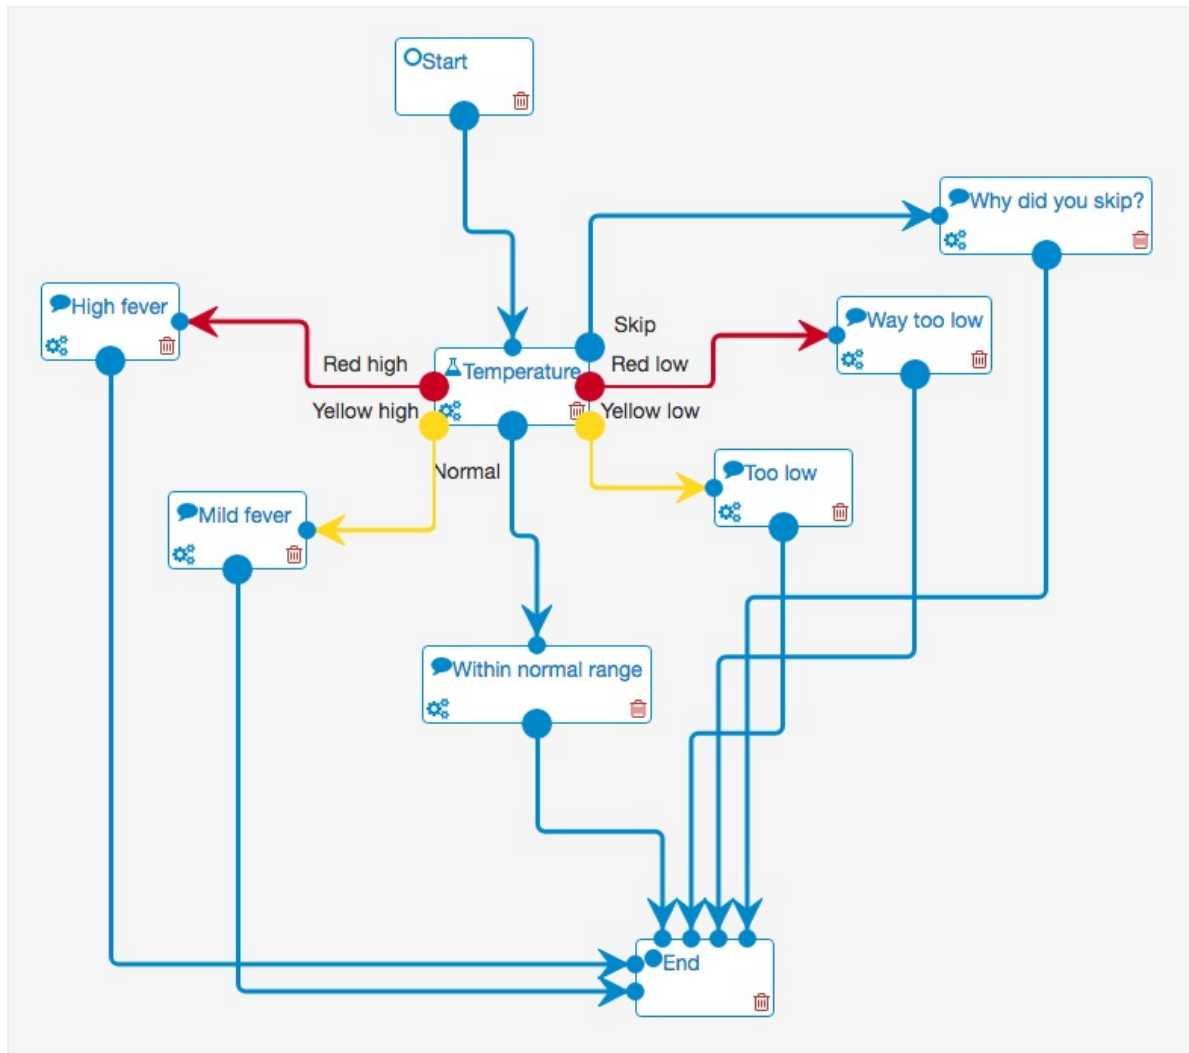 Start
Why did you skip?
High fever
Way too low
Skip
Red high
Temperature
Red low
Yellow high
Yellow low
Normal
Too low
Mild fever
Within normal range
End